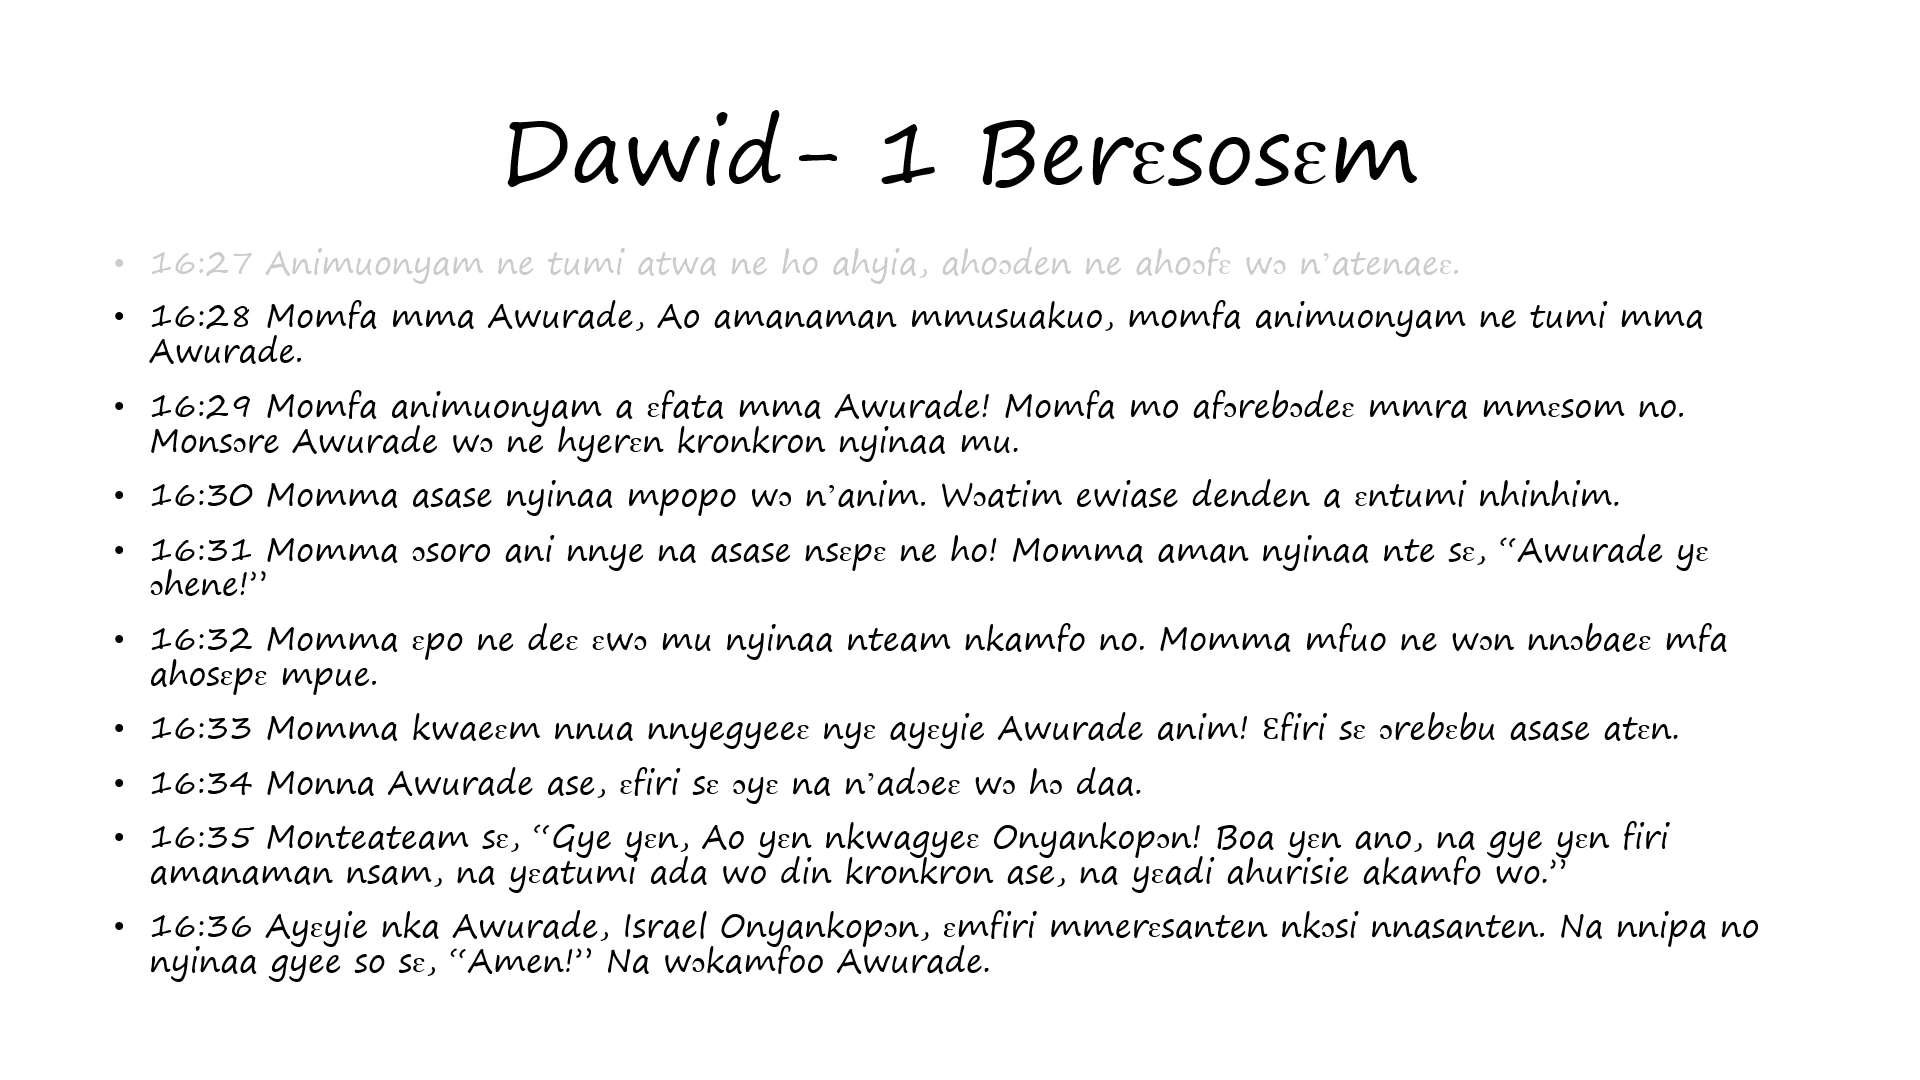 Dawid- 1 Berɛsosɛm
• 16:27 Animuonyam ne tumi atwa ne ho ahyia, ahoɔden ne ahoɔfɛ wɔ n’atenaeɛ.
• 16:28 Momfa mma Awurade, Ao amanaman mmusuakuo, momfa animuonyam ne tumi mma
Awurade.
• 16:29 Momfa animuonyam a ɛfata mma Awurade! Momfa mo afɔrebɔdeɛ mmra mmɛsom no.
Monsɔre Awurade wɔ ne hyerɛn kronkron nyinaa mu.
• 16:30 Momma asase nyinaa mpopo wɔ n’anim. Wɔatim ewiase denden a ɛntumi nhinhim.
• 16:31 Momma ɔsoro ani nnye na asase nsɛpɛ ne ho! Momma aman nyinaa nte sɛ, “Awurade yɛ
ɔhene!”
• 16:32 Momma ɛpo ne deɛ ɛwɔ mu nyinaa nteam nkamfo no. Momma mfuo ne wɔn nnɔbaeɛ mfa
ahosɛpɛ mpue.
• 16:33 Momma kwaeɛm nnua nnyegyeeɛ nyɛ ayɛyie Awurade anim! Ɛfiri sɛ ɔrebɛbu asase atɛn.
• 16:34 Monna Awurade ase, ɛfiri sɛ ɔyɛ na n’adɔeɛ wɔ hɔ daa.
• 16:35 Monteateam sɛ, “Gye yɛn, Ao yɛn nkwagyeɛ Onyankopɔn! Boa yɛn ano, na gye yɛn firi
amanaman nsam, na yɛatumi ada wo din kronkron ase, na yɛadi ahurisie akamfo wo.”
• 16:36 Ayɛyie nka Awurade, Israel Onyankopɔn, ɛmfiri mmerɛsanten nkɔsi nnasanten. Na nnipa no
nyinaa gyee so sɛ, “Amen!” Na wɔkamfoo Awurade.